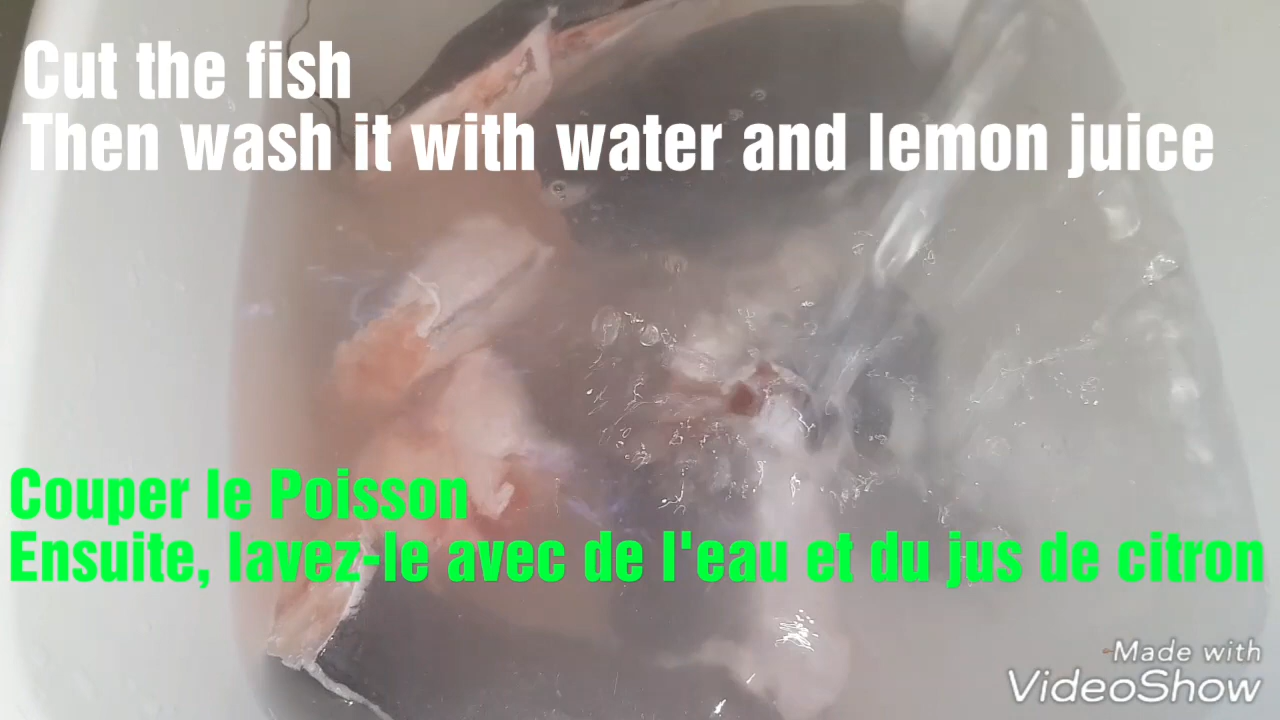 Cut the fish
Then wash it with water and lemon juice
Couper le Poisson
Ensuite, lavez-le avec de l'eau et du jus de citron
Made with
VideoShow